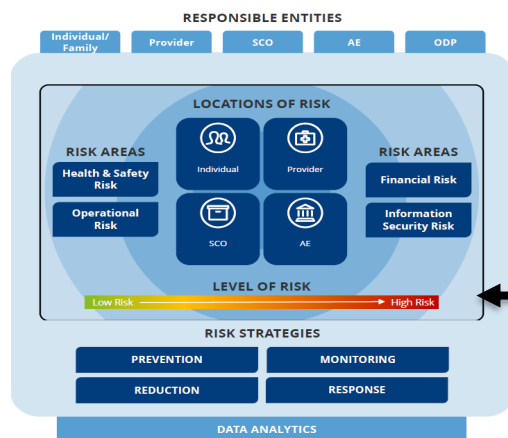 RESPONSIBLE ENTITIES
Individual/
Family
Provider
SCO
AE
ODP
LOCATIONS OF RISK
RISK AREAS
Health & Safety
Risk
Operational
Risk
Individual
Provider
SCO
AE
RISK AREAS
Financial Risk
Information
Security Risk
LEVEL OF RISK
Low Risk
High Risk
RISK STRATEGIES
PREVENTION
MONITORING
REDUCTION
RESPONSE
DATA ANALYTICS